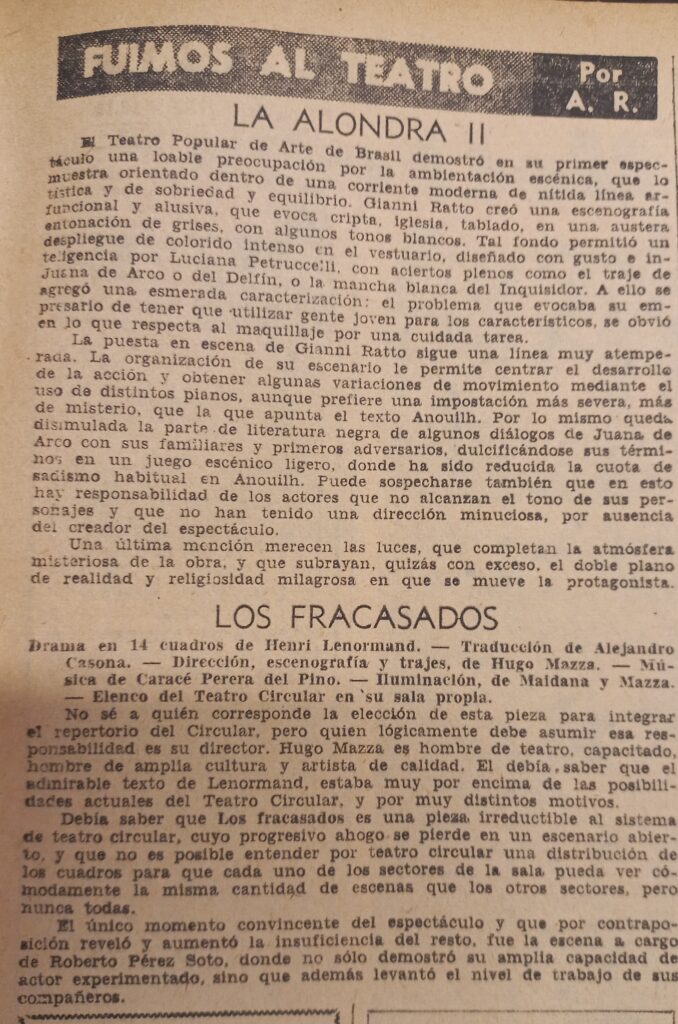 FUIMOS AL TEATRO
Por
A. R.
LA ALONDRA II
El Teatro Popular de Arte de Brasil demostró en su primer espec-
táculo una loable preocupación por la ambientación escénica, que lo
muestra orientado dentro de una corriente moderna de nítida línea ar-
tística y de sobriedad y equilibrio. Gianni Ratto creó una escenografía
funcional y alusiva, que evoca cripta, iglesia, tablado, en una austera
entonación de grises, con algunos tonos blancos. Tal fondo permitió un
despliegue de colorido intenso en el vestuario, diseñado con gusto e in-
teligencia por Luciana Petruccelli, con aciertos plenos como el traje de
Juana de Arco o del Delfín, o la mancha blanca del Inquisidor. A ello se
agregó una esmerada caracterización; el problema que evocaba su em-
presario de tener que utilizar gente joven para los característicos, se obvió
en lo que respecta al maquillaje por una cuidada tarea.
La puesta en escena de Gianni Ratto sigue una línea muy atempe-
rada. La organización de su escenario le permite centrar el desarrollo
de la acción y obtener algunas variaciones de movimiento mediante el
uso de distintos pianos, aunque prefiere una impostación más severa, más
de misterio, que la que apunta el texto Anouilh. Por lo mismo queda
disimulada la parte de literatura negra de algunos diálogos de Juana de
Arco con sus familiares y primeros adversarios, dulcificándose sus térmi-
nos en un juego escénico ligero, donde ha sido reducida la cuota de
sadismo habitual en Anouilh. Puede sospecharse también que en esto
hay responsabilidad de los actores que no alcanzan el tono de sus per-
sonajes y que no han tenido una dirección minuciosa, por ausencia
del creador del espectáculo.
Una última mención merecen las luces, que completan la atmósfera
misteriosa de la obra, y que subrayan, quizás con exceso, el doble plano
de realidad y religiosidad milagrosa en que se mueve la protagonista.
LOS FRACASADOS
Drama en 14 cuadros de Henri Lenormand. — Traducción de Alejandro
Casona. — Dirección, escenografía y trajes, de Hugo Mazza. — Mú-
sica de Caracé Perera del Pino. — Iluminación, de Maidana y Mazza.
— Elenco del Teatro Circular en su sala propia.
No sé a quién corresponde la elección de esta pieza para integrar
el repertorio del Circular, pero quien lógicamente debe asumir esa res-
ponsabilidad es su director. Hugo Mazza es hombre de teatro, capacitado,
hombre de amplia cultura y artista de calidad. El debía saber que el
admirable texto de Lenormand, estaba muy por encima de las posibili-
dades actuales del Teatro Circular, y por muy distintos motivos.
Debía saber que Los fracasados es una pieza irreductible al sistema
de teatro circular, cuyo progresivo ahogo se pierde en un escenario abier-
to, y que no es posible entender por teatro circular una distribución de
los cuadros para que cada uno de los sectores de la sala pueda ver có-
modamente la misma cantidad de escenas que los otros sectores, pero
nunca todas.
El único momento convincente del espectáculo y que por contrapo-
sición reveló y aumentó la insuficiencia del resto, fue la escena a cargo
de Roberto Pérez Soto, donde no sólo demostró su amplia capacidad de
actor experimentado, sino que además levantó el nivel de trabajo de sus
compañeros.